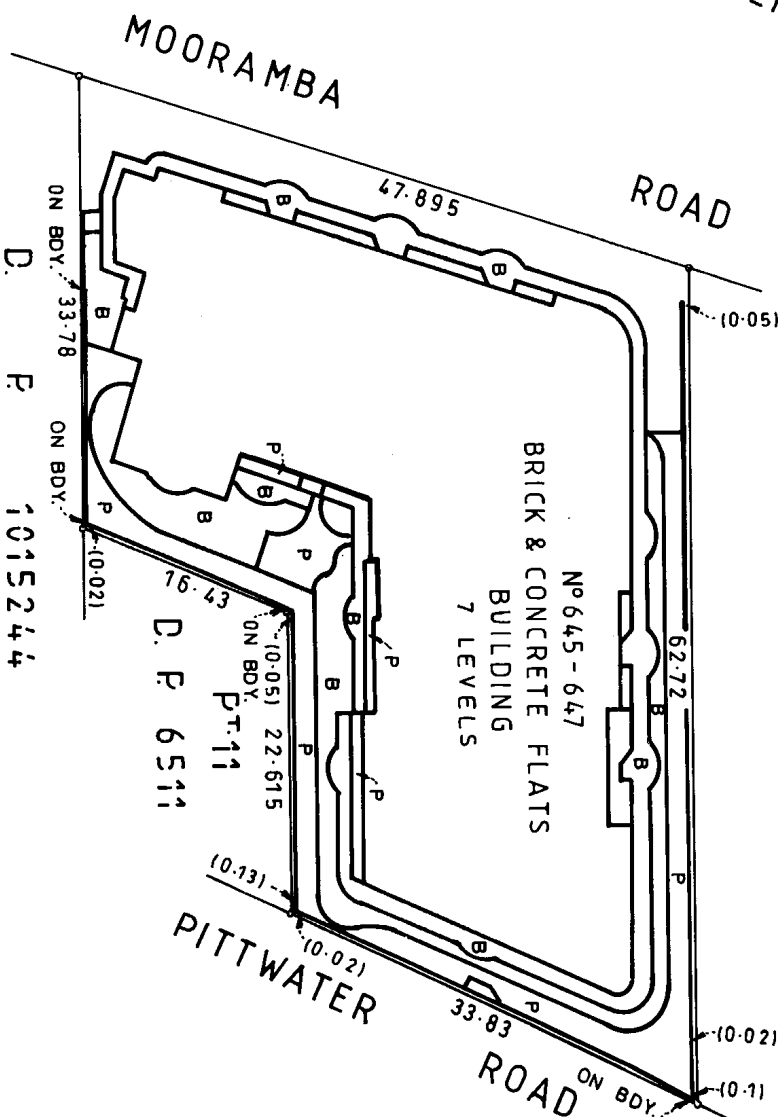 MOORAMBA ROAD
47·895
(0·05)
ON BDY.
33·78
ON BDY.
D. P. 1015244
(0·02)
16·43
(0·05)
ON BDY.
22·615
PT.11
D. P. 6511
(0·13)
(0·02)
PITTWATER ROAD
33·83
ON BDY.
(0·1)
(0·02)
62·72
Nº 645-647
BRICK & CONCRETE FLATS
BUILDING
7 LEVELS
B
B
B
B
P
B
P
B
P
B
B
P
P
P
B
B
B
P
B
P